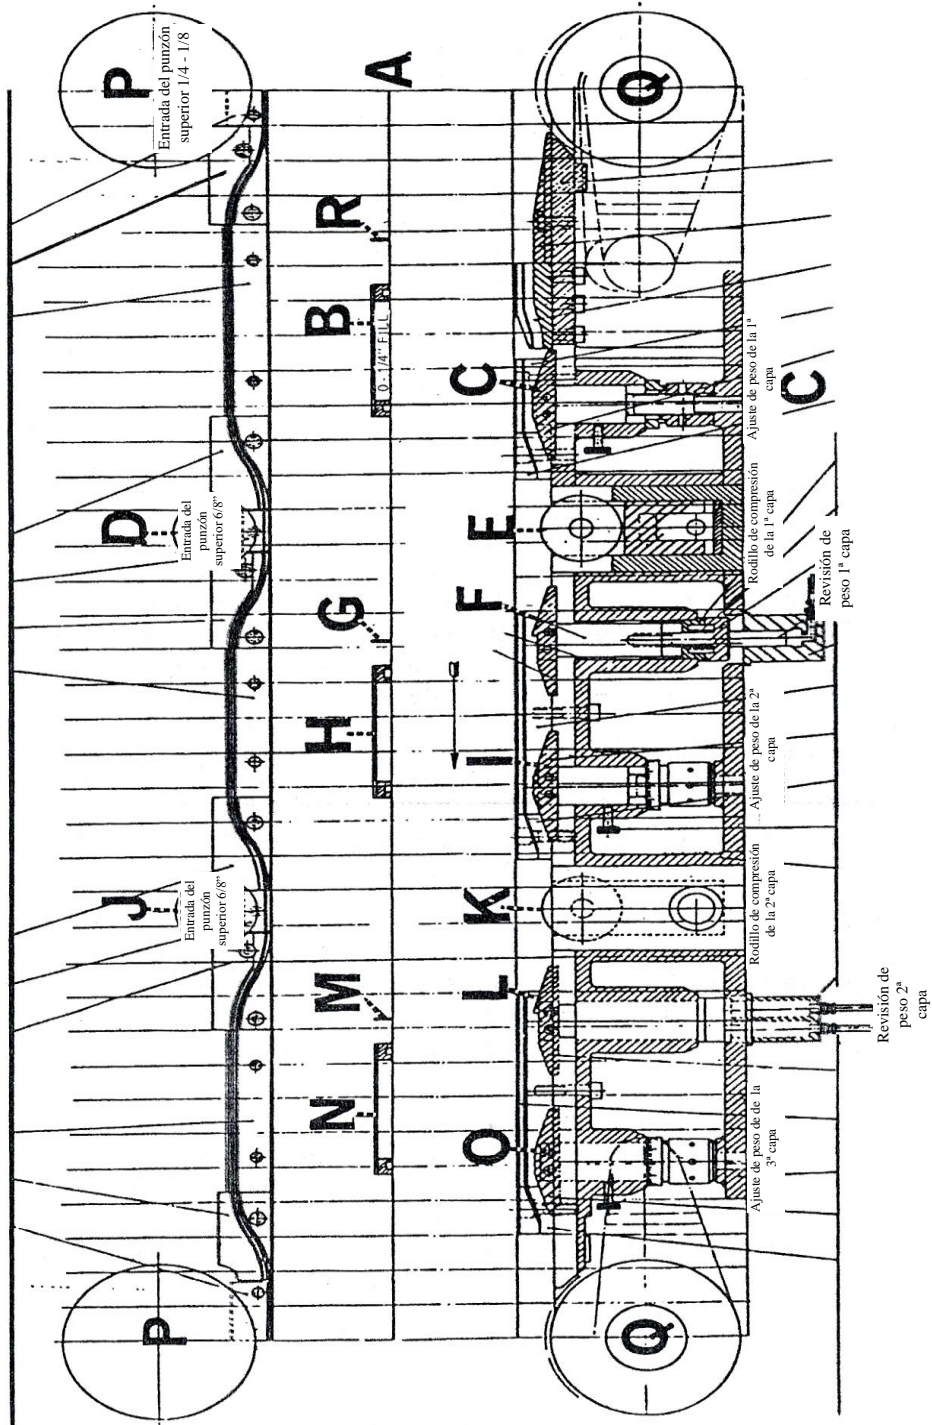 P
Entrada del punzón
superior 1/4 - 1/8
A
Q
R
B
0 - 1/4" FILL
C
Ajuste de peso de la 1ª
capa
C
D
Entrada del
punzón
superior 6/8”
E
Rodillo de compresión
de la 1ª capa
F
Revisión de
peso 1ª capa
G
H
I
Ajuste de peso de la 2ª
capa
J
Entrada del
punzón
superior 6/8”
K
Rodillo de compresión
de la 2ª capa
M
L
Revisión de
peso 2ª
capa
N
O
Ajuste de peso de de la
3ª capa
P
Q